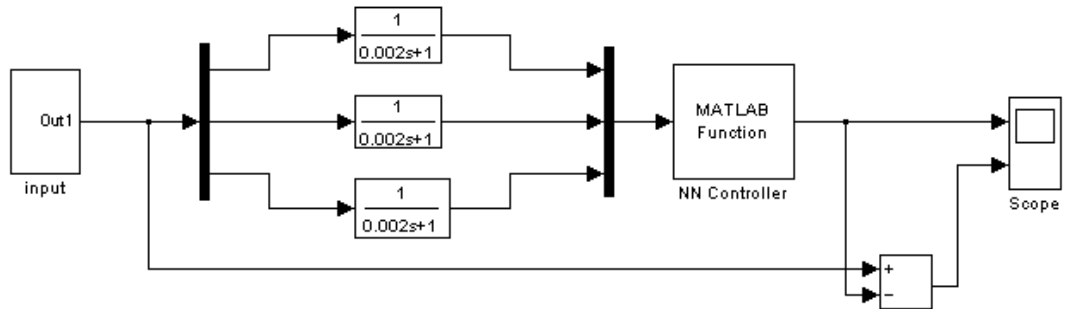 1
0.002s+1
Out1
input
1
0.002s+1
1
0.002s+1
MATLAB
Function
NN Controller
Scope
+
−